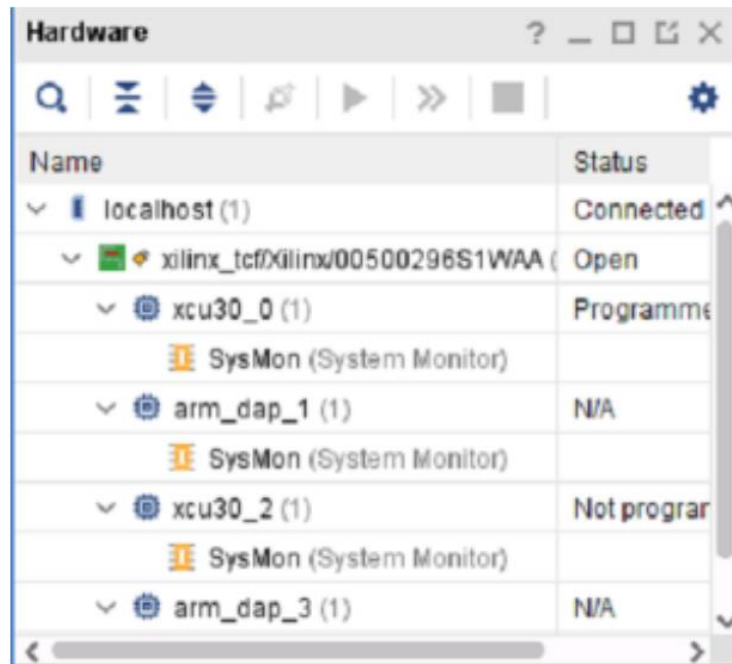 Hardware ?
Name Status
localhost (1) Connected
xilinx_tcf/Xilinx/00500296S1WAA ( Open
xcu30_0 (1) Programme
SysMon (System Monitor)
arm_dap_1 (1) N/A
SysMon (System Monitor)
xcu30_2 (1) Not progran
SysMon (System Monitor)
arm_dap_3 (1) N/A